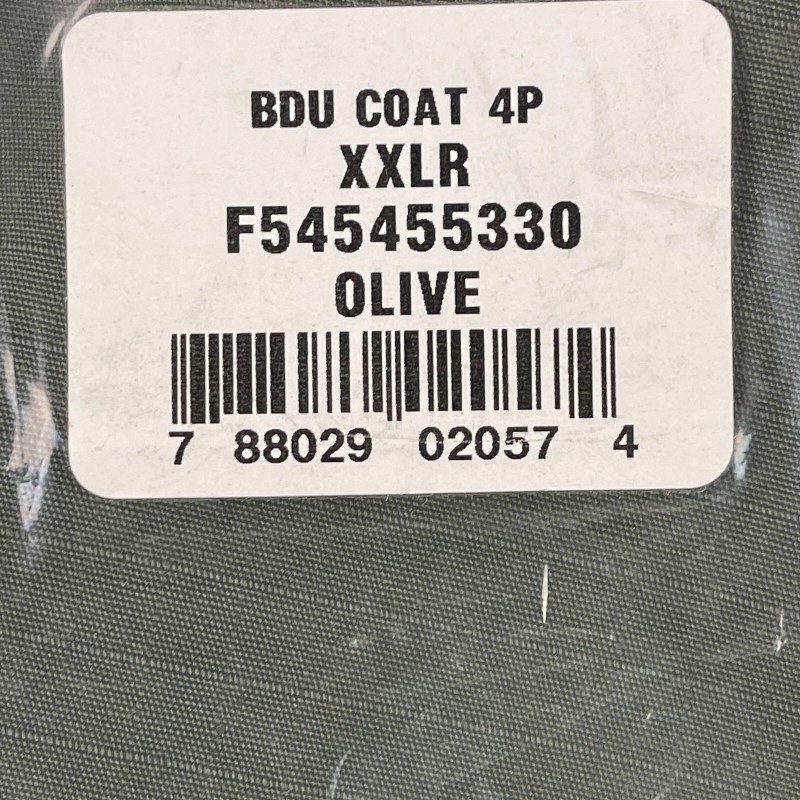 BDU COAT 4P
XXLR
F545455330
OLIVE
7 88029 02057 4